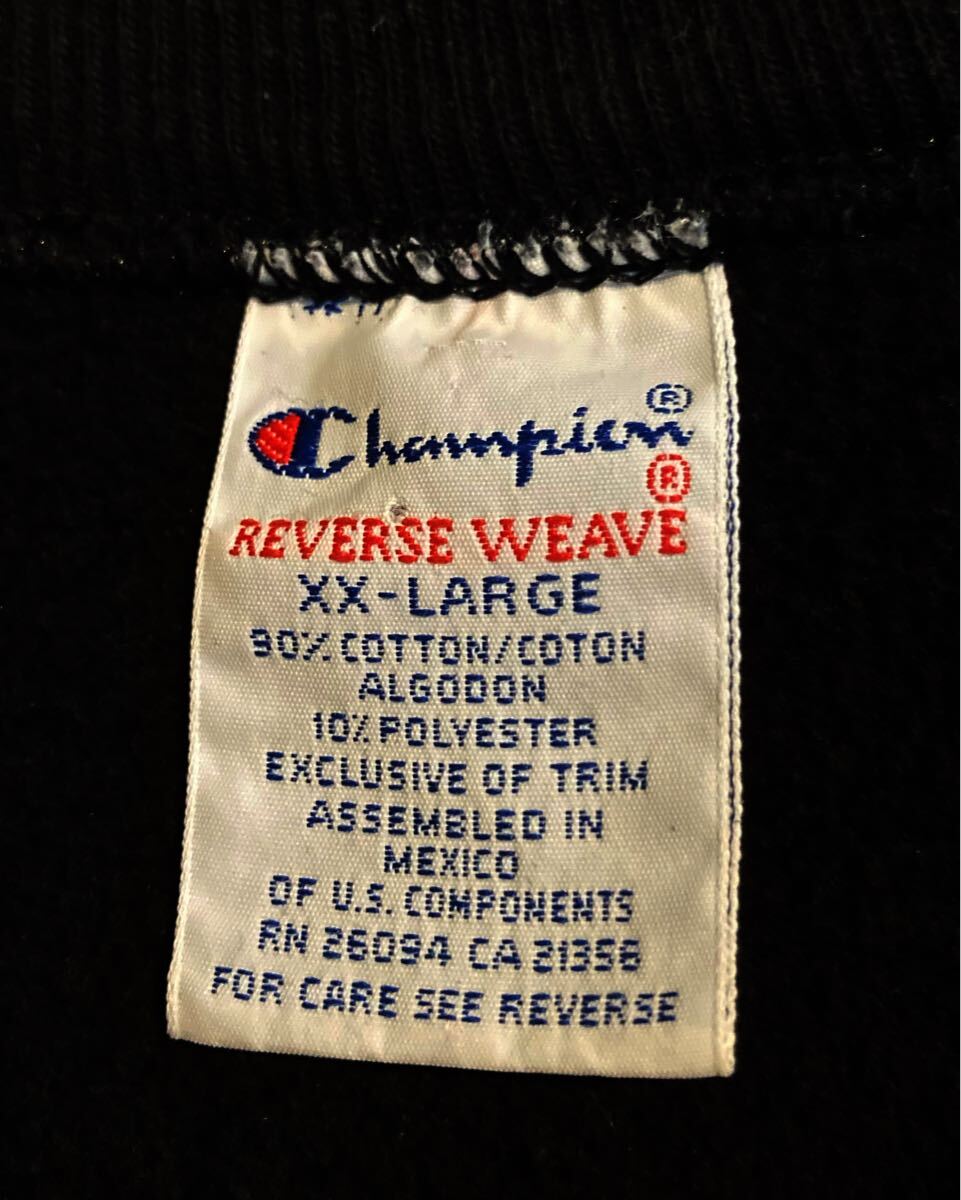 Champion®
®
REVERSE WEAVE
XX-LARGE
90% COTTON/COTON
ALGODON
10% POLYESTER
EXCLUSIVE OF TRIM
ASSEMBLED IN
MEXICO
OF U.S. COMPONENTS
RN 26094 CA 21356
FOR CARE SEE REVERSE